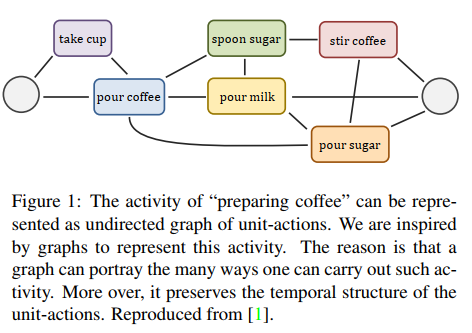 take cup
spoon sugar
stir coffee
pour coffee
pour milk
pour sugar
Figure 1: The activity of “preparing coffee” can be repre-
sented as undirected graph of unit-actions. We are inspired
by graphs to represent this activity. The reason is that a
graph can portray the many ways one can carry out such ac-
tivity. More over, it preserves the temporal structure of the
unit-actions. Reproduced from [1].